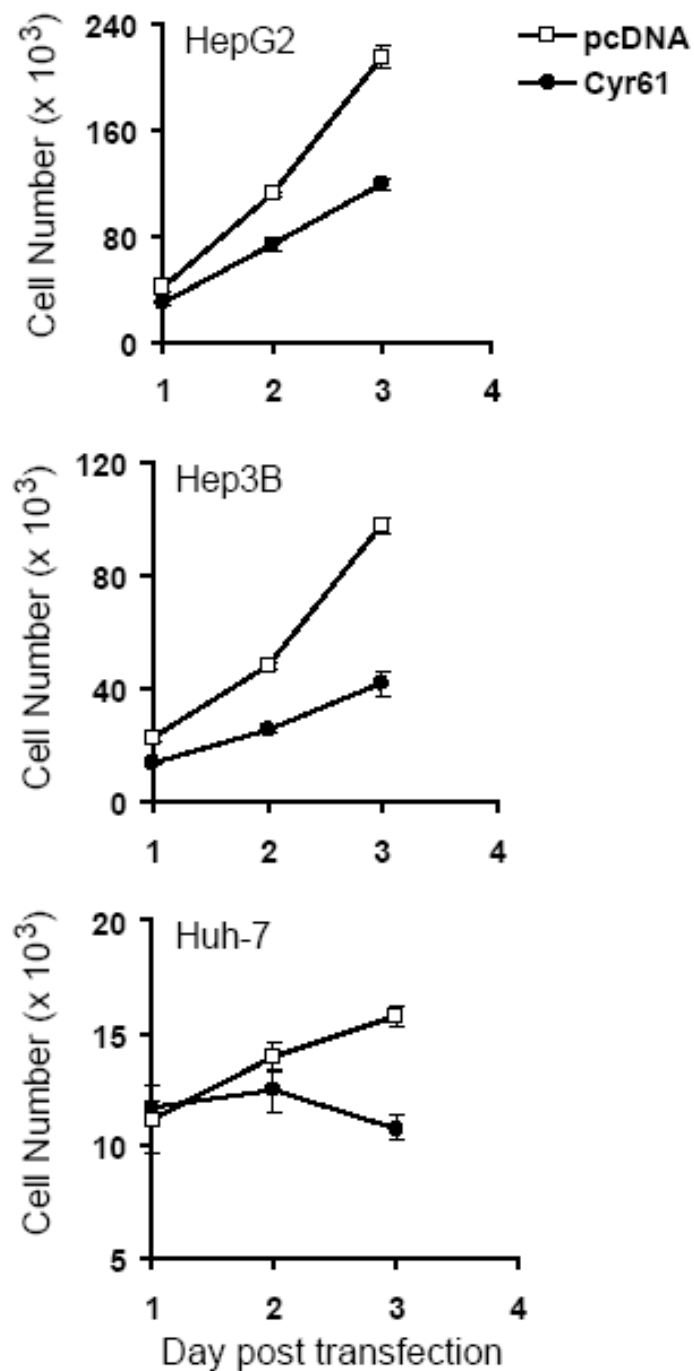 HepG2
pcDNA
Cyr61
Cell Number (x 10³)
240
160
80
0
1 2 3 4
Hep3B
Cell Number (x 10³)
120
80
40
0
1 2 3 4
Huh-7
Cell Number (x 10³)
20
15
10
5
1 2 3 4
Day post transfection